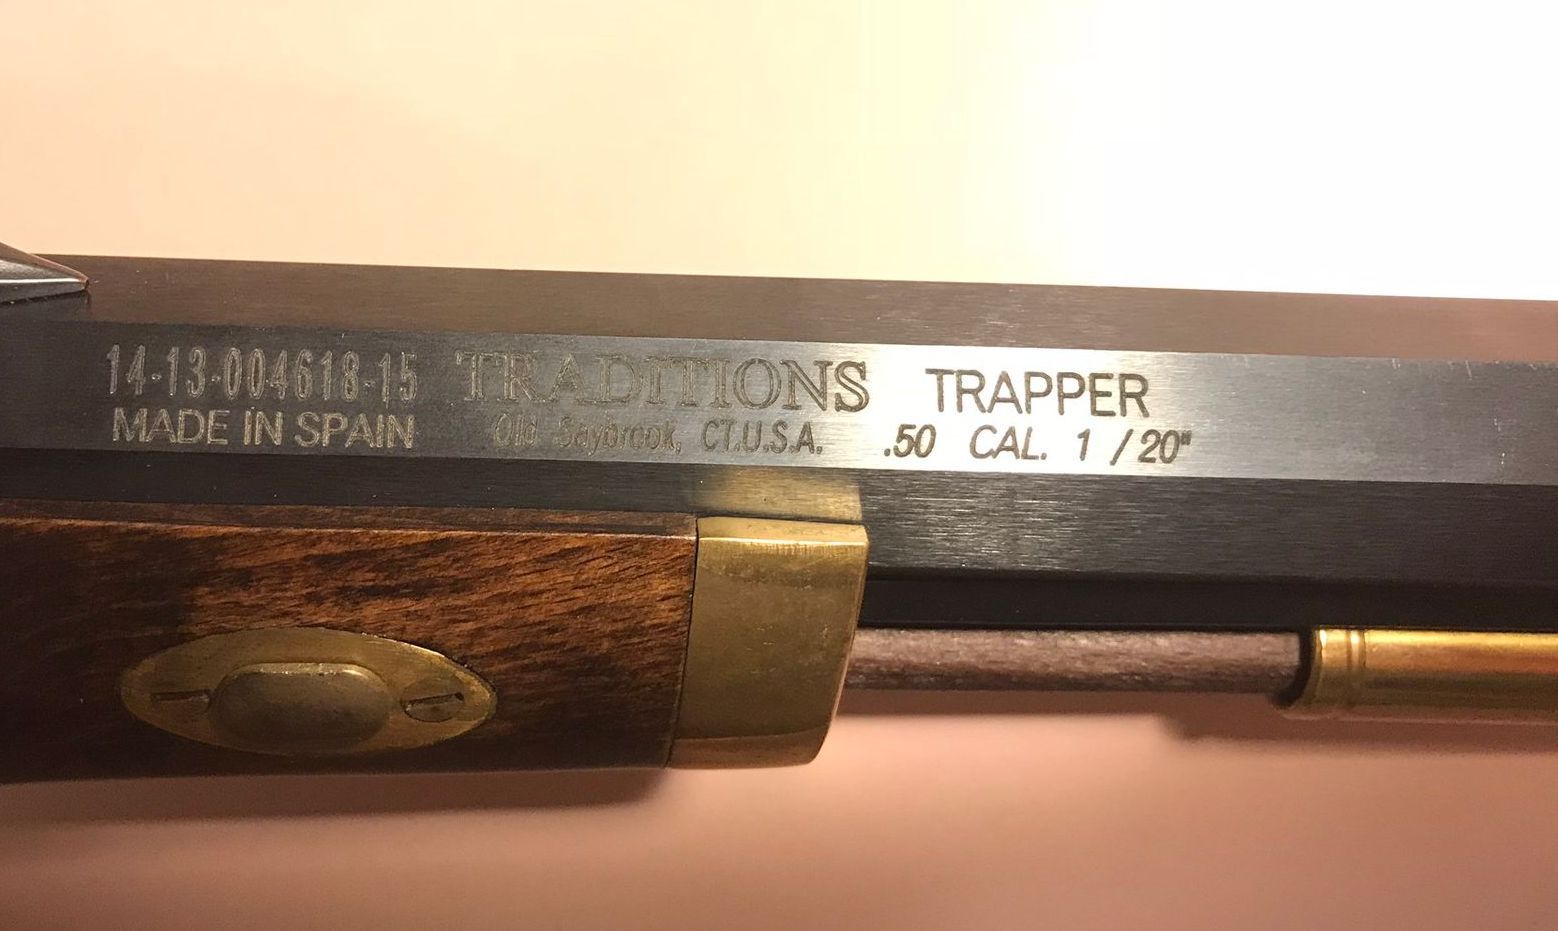 14-13-004618-15
MADE IN SPAIN
TRADITIONS
Old Saybrook, CT.U.S.A.
TRAPPER
.50 CAL. 1 / 20"